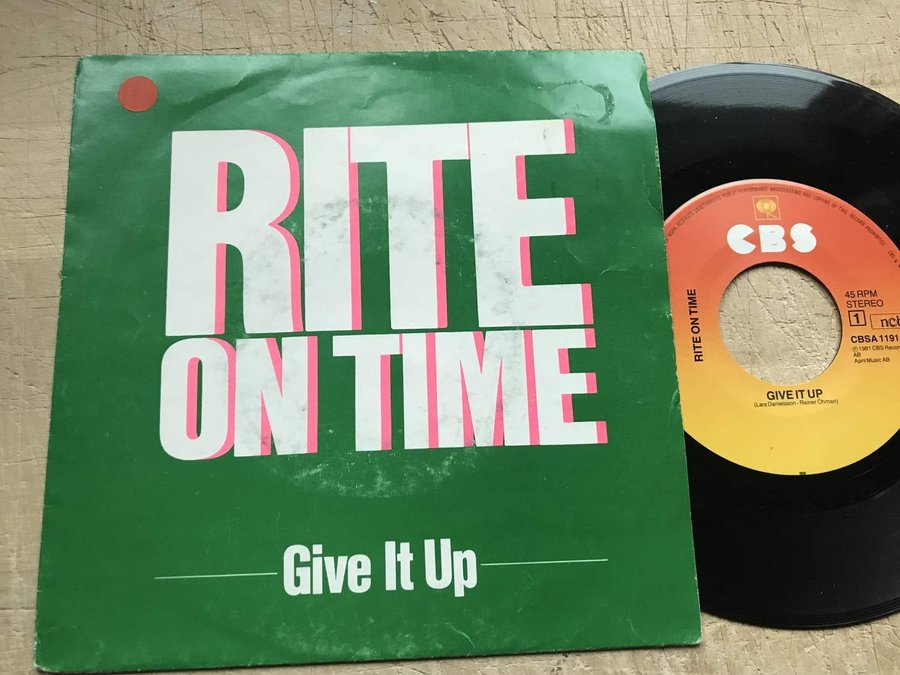 RITE
ON TIME
Give It Up
CBS
RITE ON TIME
45 RPM
STEREO
1 ncb
CBSA 1191
℗ 1981 CBS Records
AB
April Music AB
GIVE IT UP
(Lars Danielsson - Rainer Öhman)